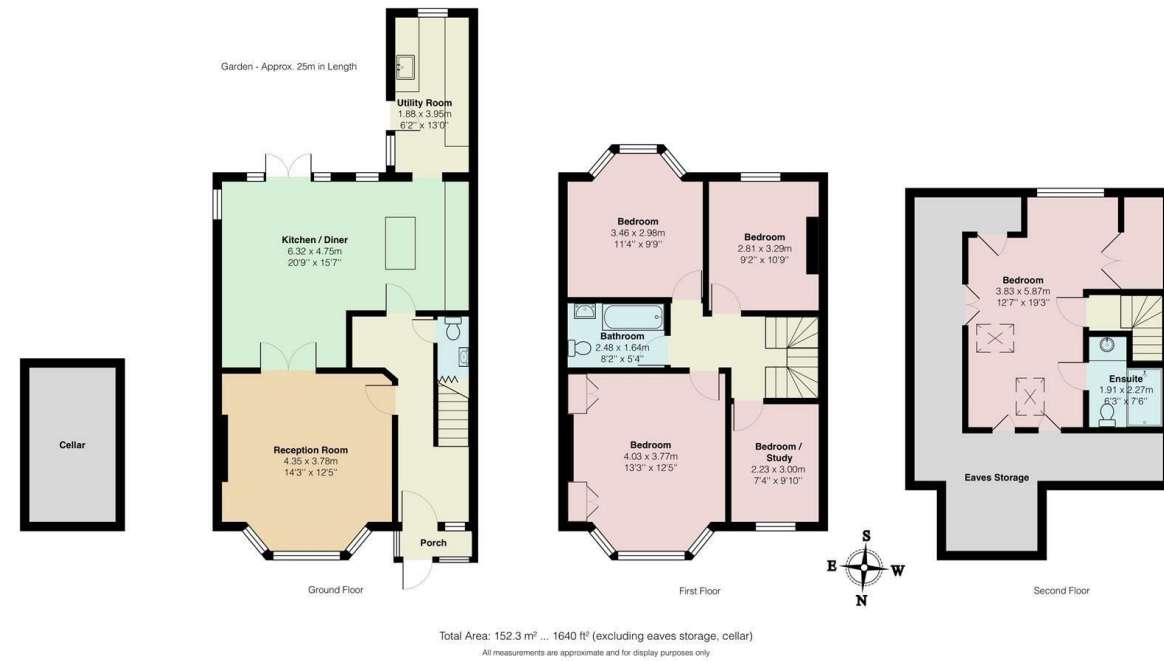 Garden - Approx. 25m in Length
Utility Room
1.88 x 3.95m
6'2'' x 13'0''
Kitchen / Diner
6.32 x 4.75m
20'9'' x 15'7''
Reception Room
4.35 x 3.78m
14'3'' x 12'5''
Porch
Cellar
Ground Floor
Bedroom
3.46 x 2.98m
11'4'' x 9'9''
Bedroom
2.81 x 3.29m
9'2'' x 10'9''
Bathroom
2.48 x 1.64m
8'2'' x 5'4''
Bedroom
4.03 x 3.77m
13'3'' x 12'5''
Bedroom /
Study
2.23 x 3.00m
7'4'' x 9'10''
First Floor
S
E
W
N
Bedroom
3.83 x 5.87m
12'7'' x 19'3''
Ensuite
1.91 x 2.27m
6'3'' x 7'6''
Eaves Storage
Second Floor
Total Area: 152.3 m² ... 1640 ft² (excluding eaves storage, cellar)
All measurements are approximate and for display purposes only